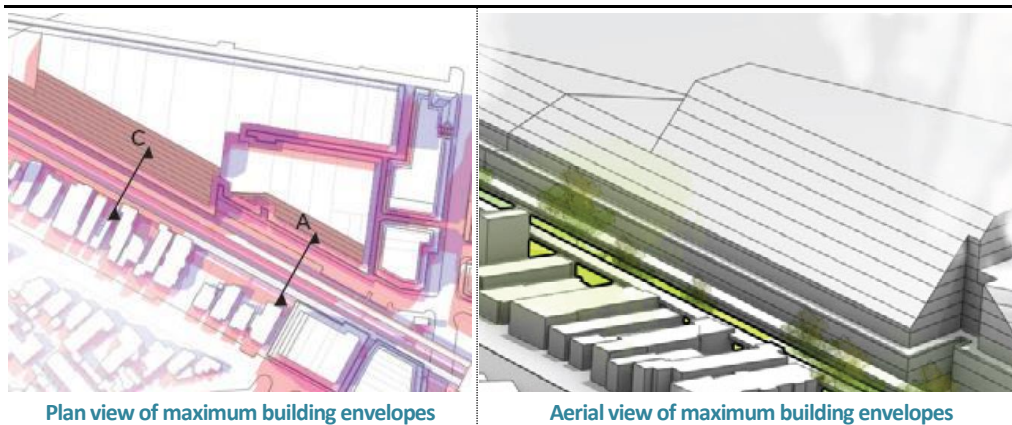 C
A
Plan view of maximum building envelopes
Aerial view of maximum building envelopes